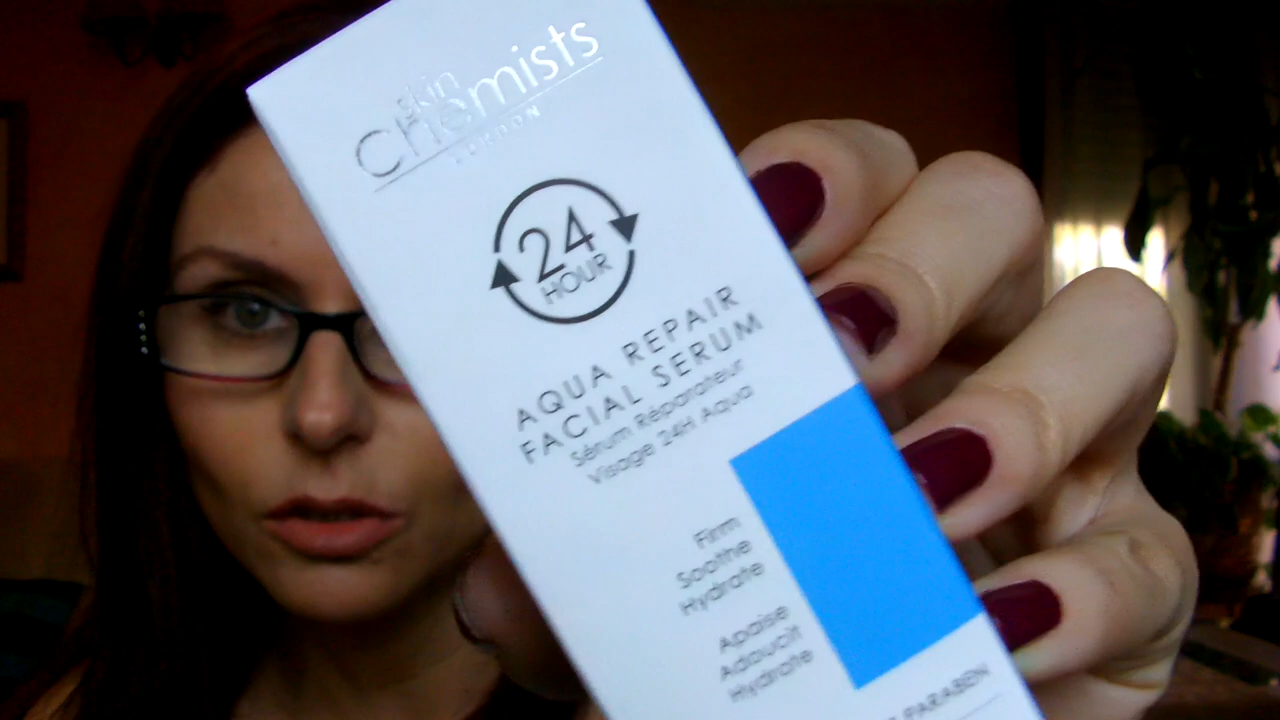 skin
Chemists
LONDON
24
HOUR
AQUA REPAIR
FACIAL SERUM
Sérum Réparateur
Visage 24H Aqua
Firm
Soothe
Hydrate
Apaise
Adoucit
Hydrate
PARABEN